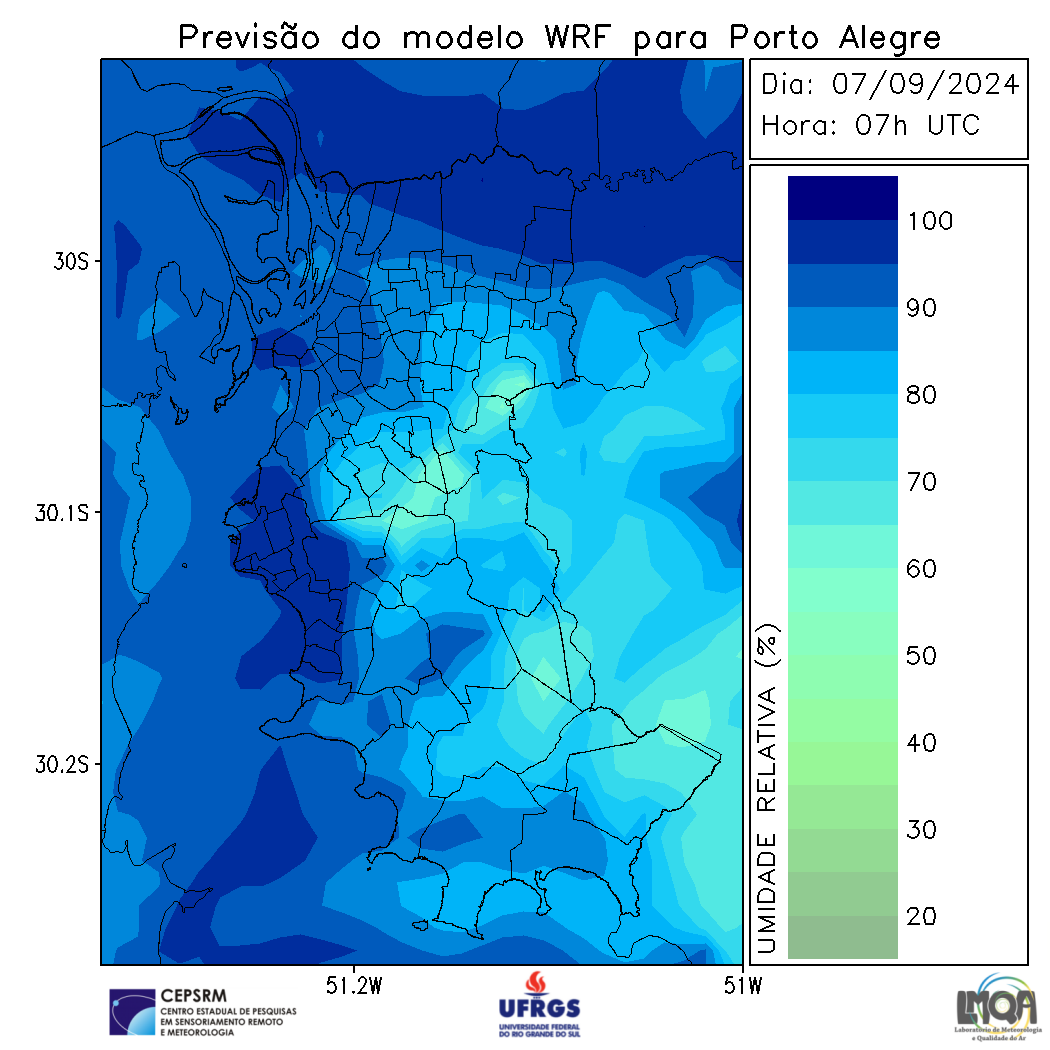 Previsão do modelo WRF para Porto Alegre
Dia: 07/09/2024
Hora: 07h UTC
30S
30.1S
30.2S
51.2W
51W
100
90
80
70
60
50
40
30
20
UMIDADE RELATIVA (%)
CEPSRM
CENTRO ESTADUAL DE PESQUISAS
EM SENSORIAMENTO REMOTO
E METEOROLOGIA
UFRGS
UNIVERSIDADE FEDERAL
DO RIO GRANDE DO SUL
LMQA
Laboratório de Meteorologia
e Qualidade do Ar